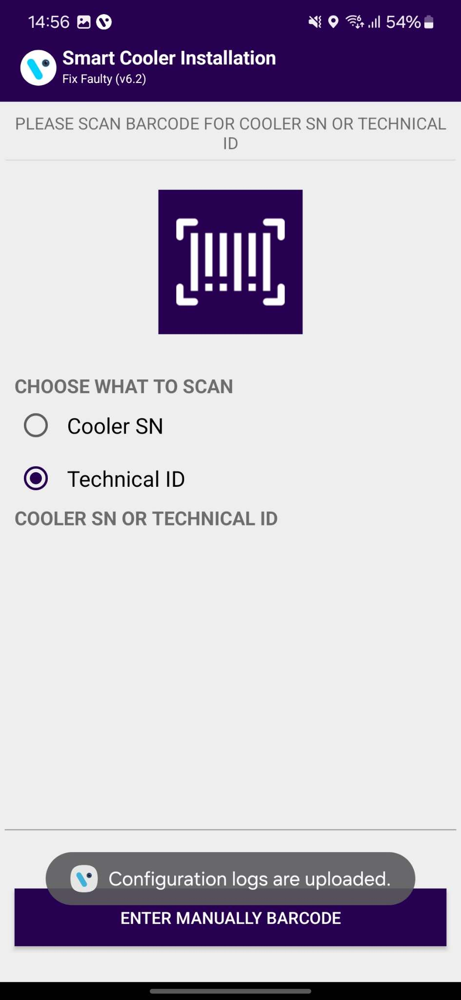 14:56
54%
Smart Cooler Installation
Fix Faulty (v6.2)
PLEASE SCAN BARCODE FOR COOLER SN OR TECHNICAL
ID
CHOOSE WHAT TO SCAN
Cooler SN
Technical ID
COOLER SN OR TECHNICAL ID
Configuration logs are uploaded.
ENTER MANUALLY BARCODE